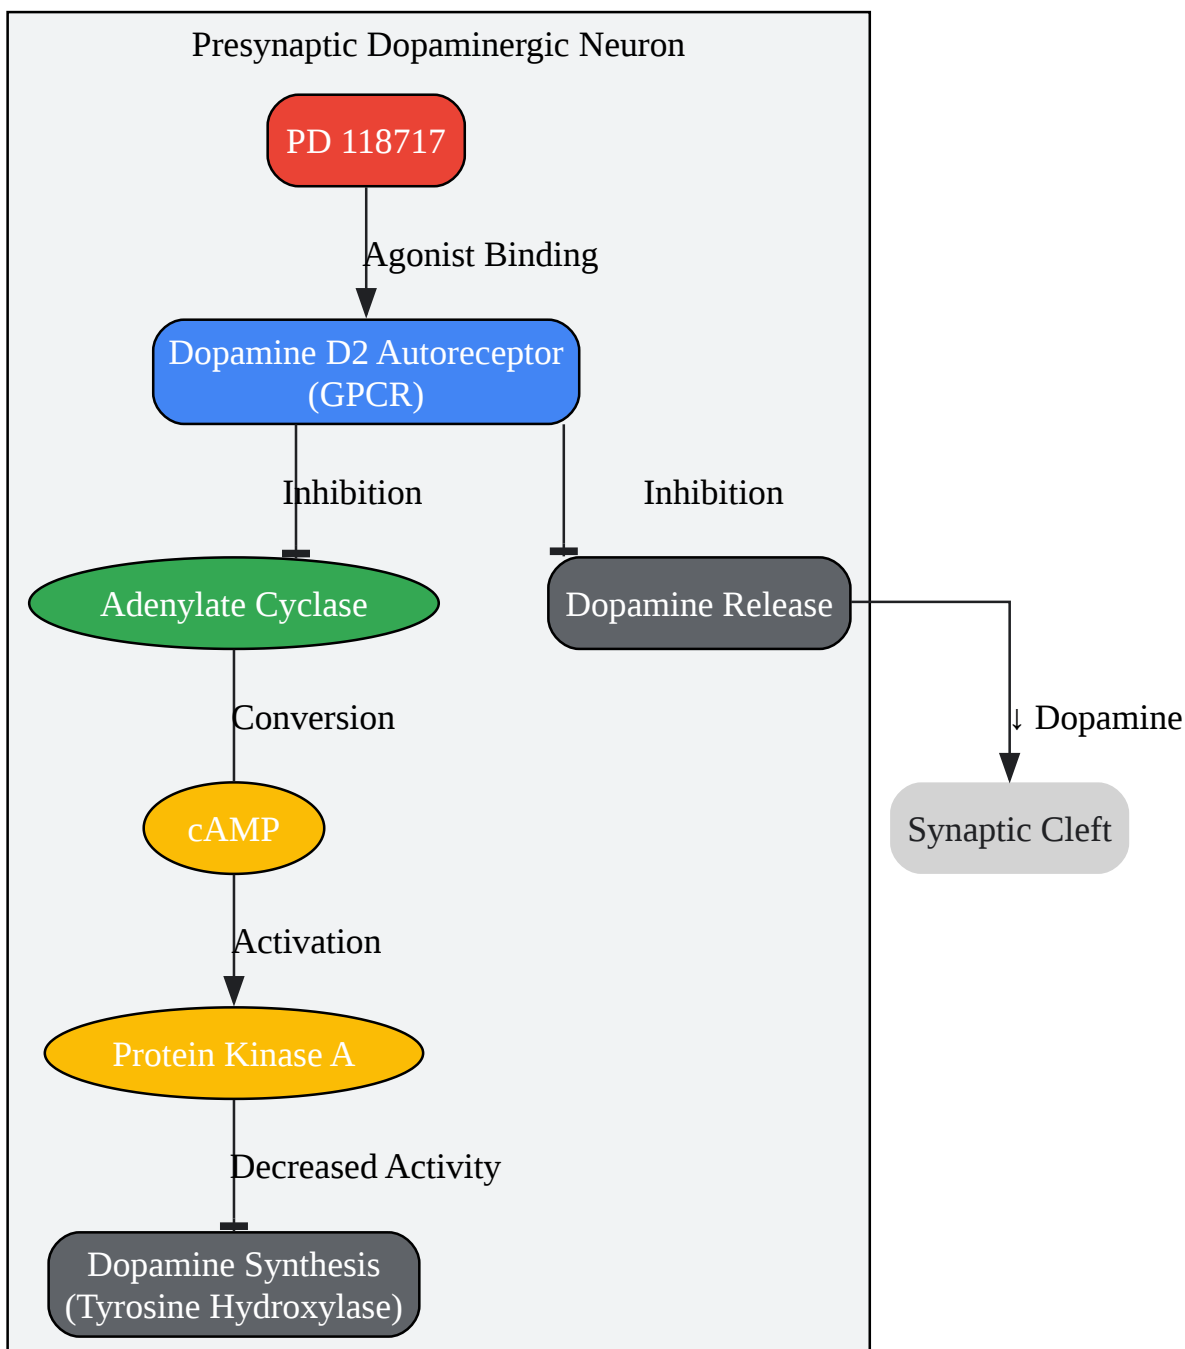 Presynaptic Dopaminergic Neuron
PD 118717
Agonist Binding
Dopamine D2 Autoreceptor
(GPCR)
Inhibition
Inhibition
Adenylate Cyclase
Dopamine Release
Conversion
↓ Dopamine
cAMP
Synaptic Cleft
Activation
Protein Kinase A
Decreased Activity
Dopamine Synthesis
(Tyrosine Hydroxylase)